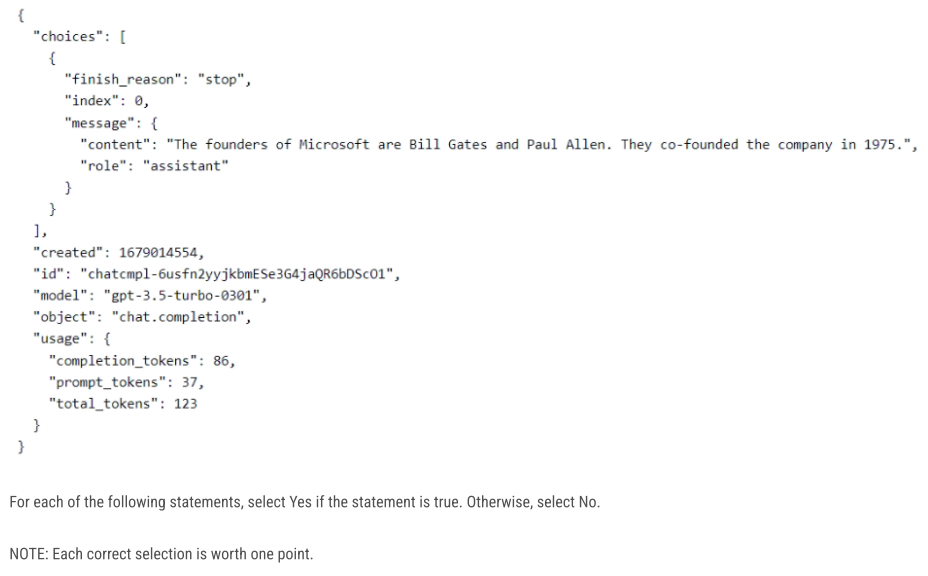 {
"choices": [
{
"finish_reason": "stop",
"index": 0,
"message": {
"content": "The founders of Microsoft are Bill Gates and Paul Allen. They co-founded the company in 1975.",
"role": "assistant"
}
}
],
"created": 1679014554,
"id": "chatcmpl-6usfn2yyjkbmESe3G4jaQR6bDScO1",
"model": "gpt-3.5-turbo-0301",
"object": "chat.completion",
"usage": {
"completion_tokens": 86,
"prompt_tokens": 37,
"total_tokens": 123
}
}
For each of the following statements, select Yes if the statement is true. Otherwise, select No.
NOTE: Each correct selection is worth one point.